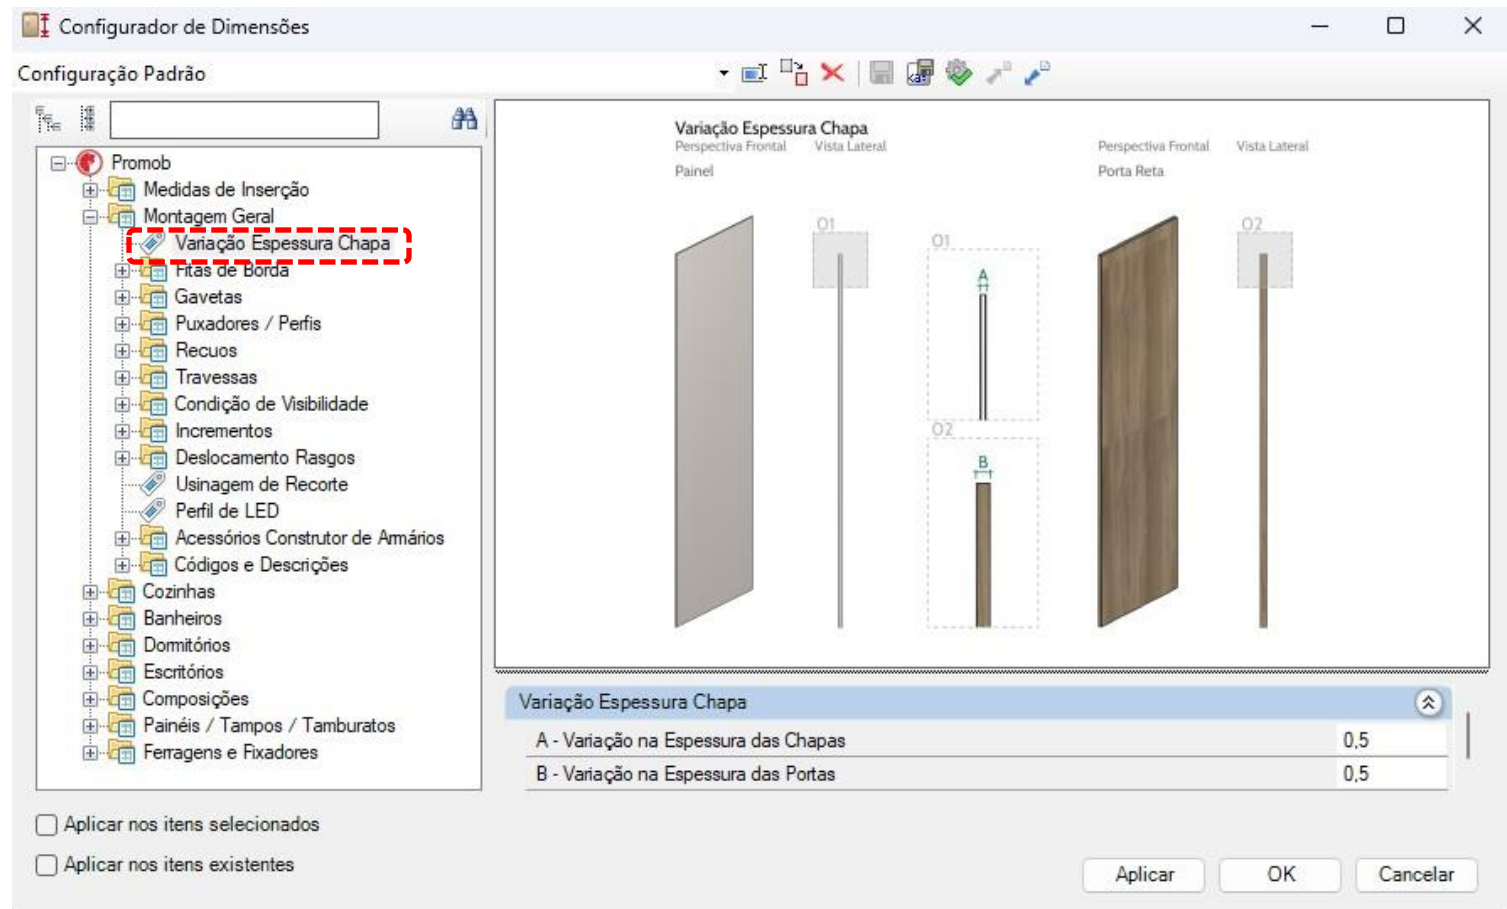 Configurador de Dimensões
Configuração Padrão
Promob
Medidas de Inserção
Montagem Geral
Variação Espessura Chapa
Fitas de Borda
Gavetas
Puxadores / Perfis
Recuos
Travessas
Condição de Visibilidade
Incrementos
Deslocamento Rasgos
Usinagem de Recorte
Perfil de LED
Acessórios Construtor de Armários
Códigos e Descrições
Cozinhas
Banheiros
Dormitórios
Escritórios
Composições
Painéis / Tampos / Tamburatos
Ferragens e Fixadores
Variação Espessura Chapa
Perspectiva Frontal Vista Lateral
Painel
Perspectiva Frontal Vista Lateral
Porta Reta
01
01
A
02
B
02
Variação Espessura Chapa
A - Variação na Espessura das Chapas 0,5
B - Variação na Espessura das Portas 0,5
Aplicar nos itens selecionados
Aplicar nos itens existentes
Aplicar OK Cancelar